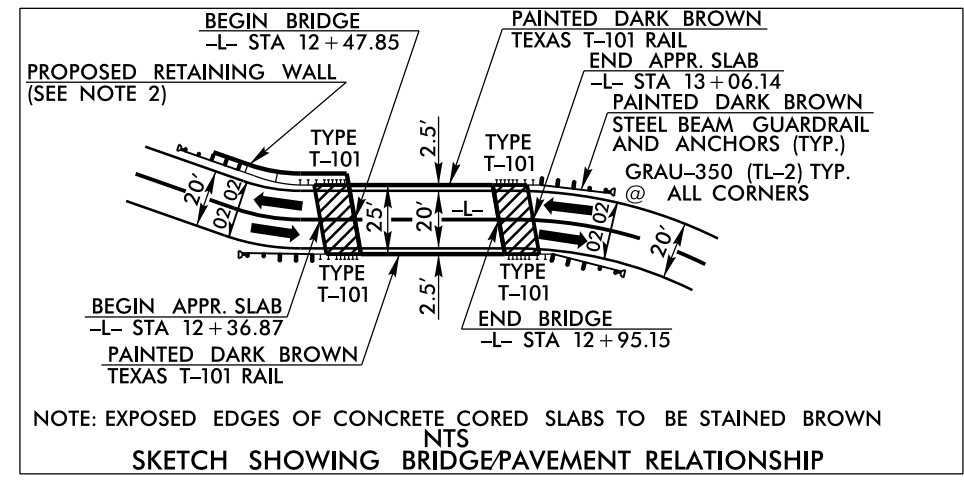 BEGIN BRIDGE
-L- STA 12+47.85
PAINTED DARK BROWN
TEXAS T-101 RAIL
PROPOSED RETAINING WALL
(SEE NOTE 2)
END APPR. SLAB
-L- STA 13+06.14
PAINTED DARK BROWN
STEEL BEAM GUARDRAIL
AND ANCHORS (TYP.)
GRAU-350 (TL-2) TYP.
@ ALL CORNERS
TYPE
T-101
2.5'
TYPE
T-101
20'
02
02
25'
20'
-L-
02
02
20'
TYPE
T-101
2.5'
TYPE
T-101
BEGIN APPR. SLAB
-L- STA 12+36.87
END BRIDGE
-L- STA 12+95.15
PAINTED DARK BROWN
TEXAS T-101 RAIL
NOTE: EXPOSED EDGES OF CONCRETE CORED SLABS TO BE STAINED BROWN
NTS
SKETCH SHOWING BRIDGE/PAVEMENT RELATIONSHIP